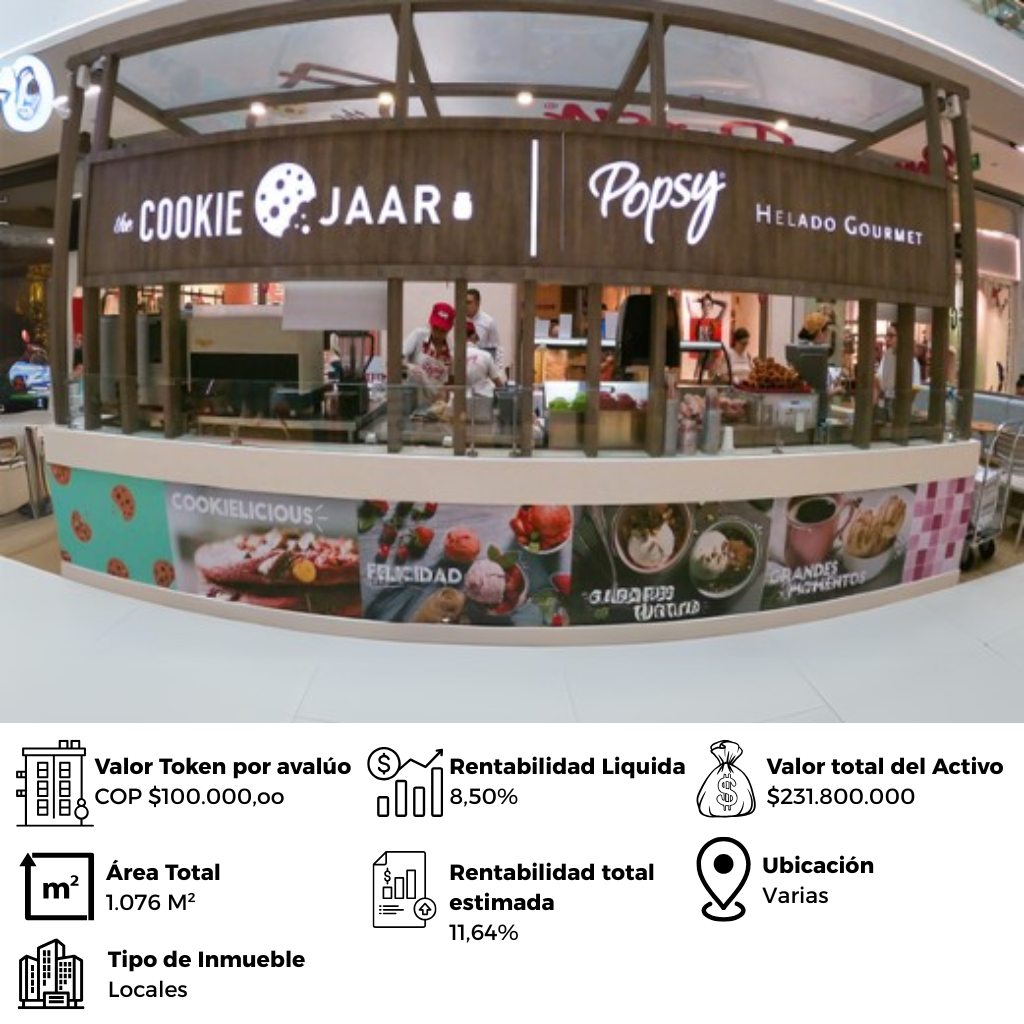 the COOKIE JAAR
Popsy
HELADO GOURMET
COOKIELICIOUS
FELICIDAD
GRANDES
MOMENTOS
Valor Token por avalúo
COP $100.000,oo
Rentabilidad Liquida
8,50%
Valor total del Activo
$231.800.000
m²
Área Total
1.076 M²
Rentabilidad total
estimada
11,64%
Ubicación
Varias
Tipo de Inmueble
Locales